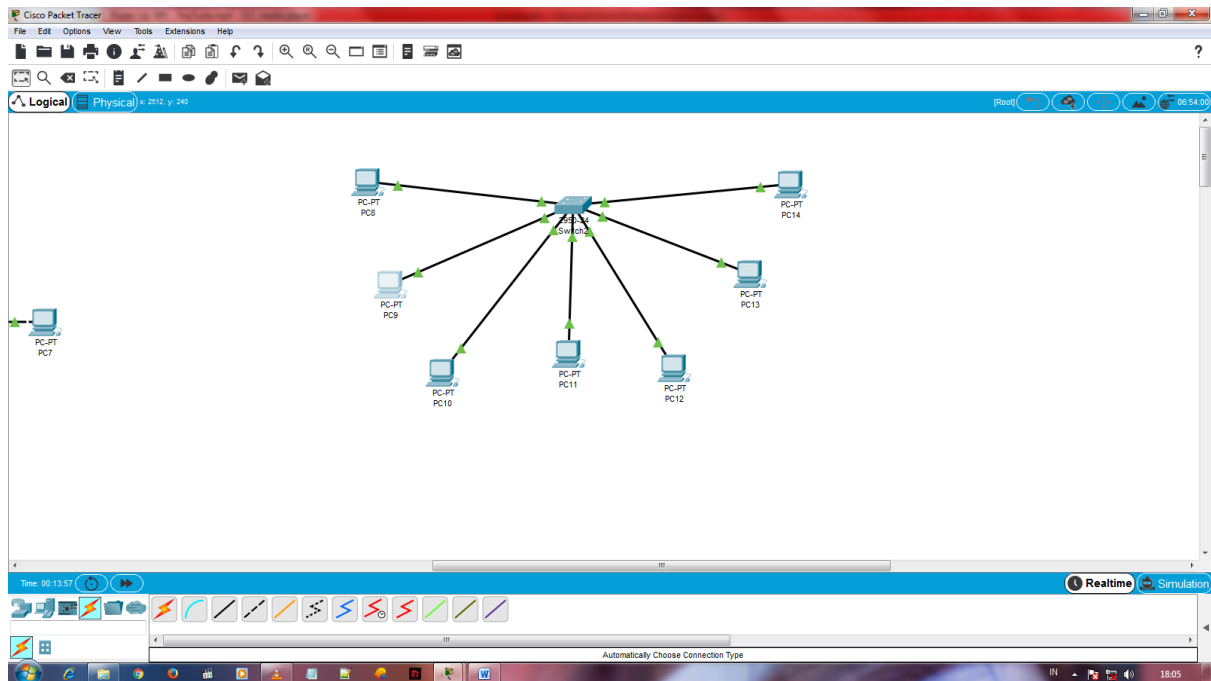 Cisco Packet Tracer
File Edit Options View Tools Extensions Help
?
Logical Physical x: 2512, y: 240 [Root] 06:54:00
PC-PT
PC8
PC-PT
PC14
2950-24
Switch2
PC-PT
PC9
PC-PT
PC13
PC-PT
PC7
PC-PT
PC11
PC-PT
PC10
PC-PT
PC12
Time: 00:13:57 Realtime Simulation
Automatically Choose Connection Type
IN 18:05